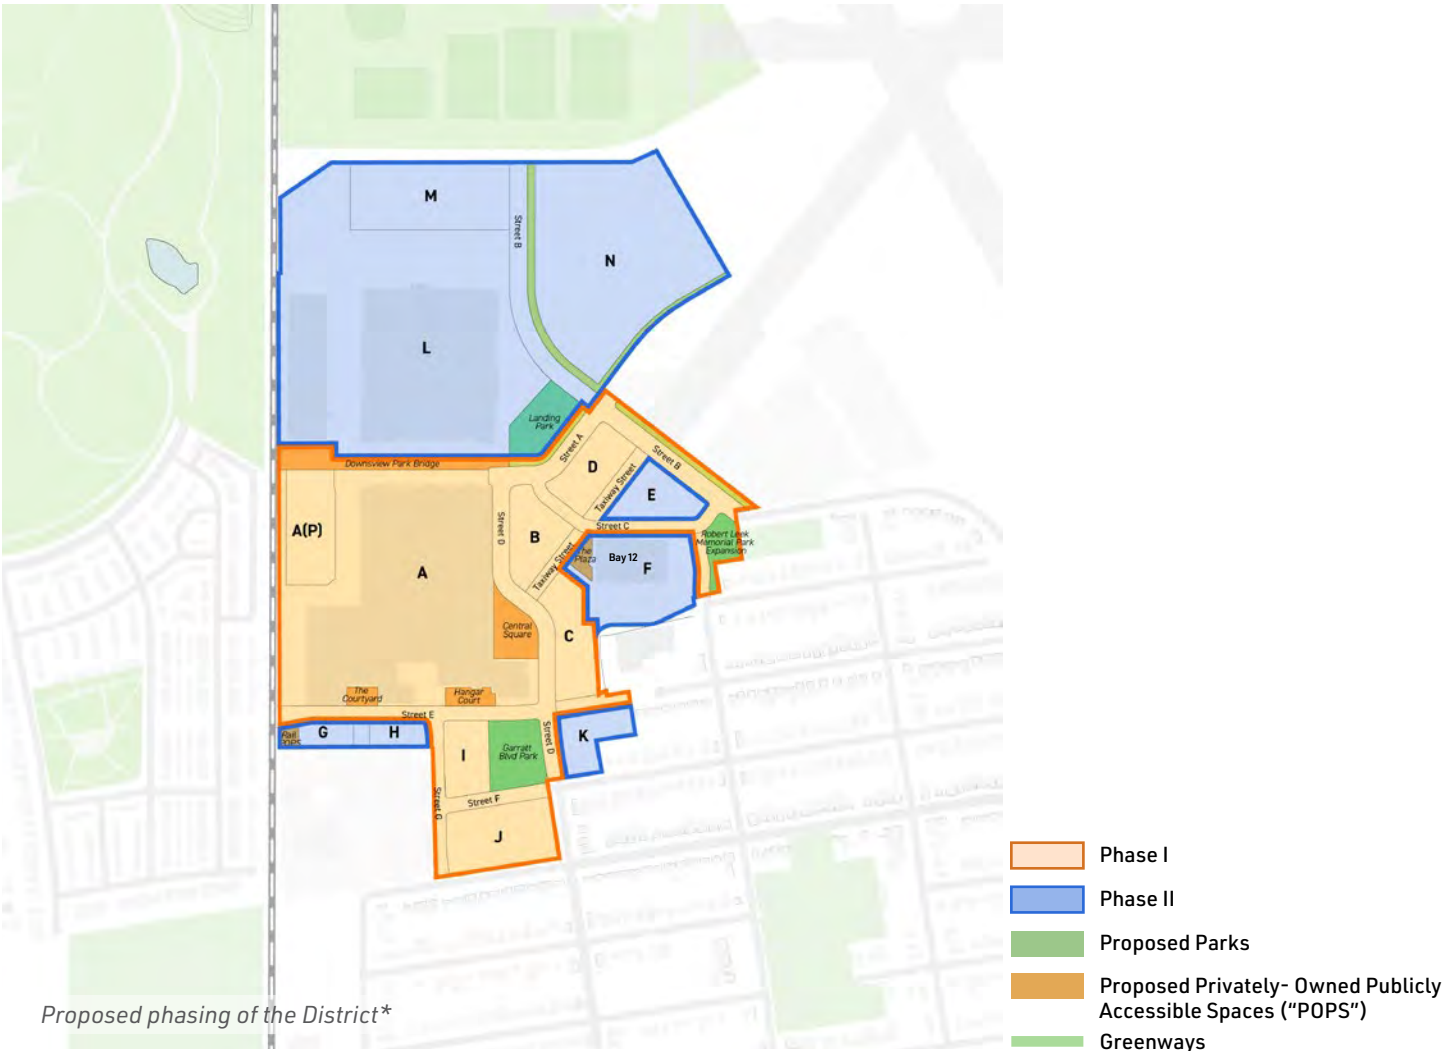 M
Street B
N
L
Landing
Park
Street A
Downsview Park Bridge
D
Street B
Taxiway Street
E
A(P)
Street D
B
Street C
Robert Leek
Memorial Park
Expansion
The
Plaza
Bay 12
F
Taxiway Street
A
Central
Square
C
The
Courtyard
Hangar
Court
Street E
Rail
POPS
G
H
I
Garratt
Blvd Park
Street D
K
Street G
Street F
J
Phase I
Phase II
Proposed Parks
Proposed Privately- Owned Publicly
Accessible Spaces (“POPS”)
Greenways
Proposed phasing of the District*